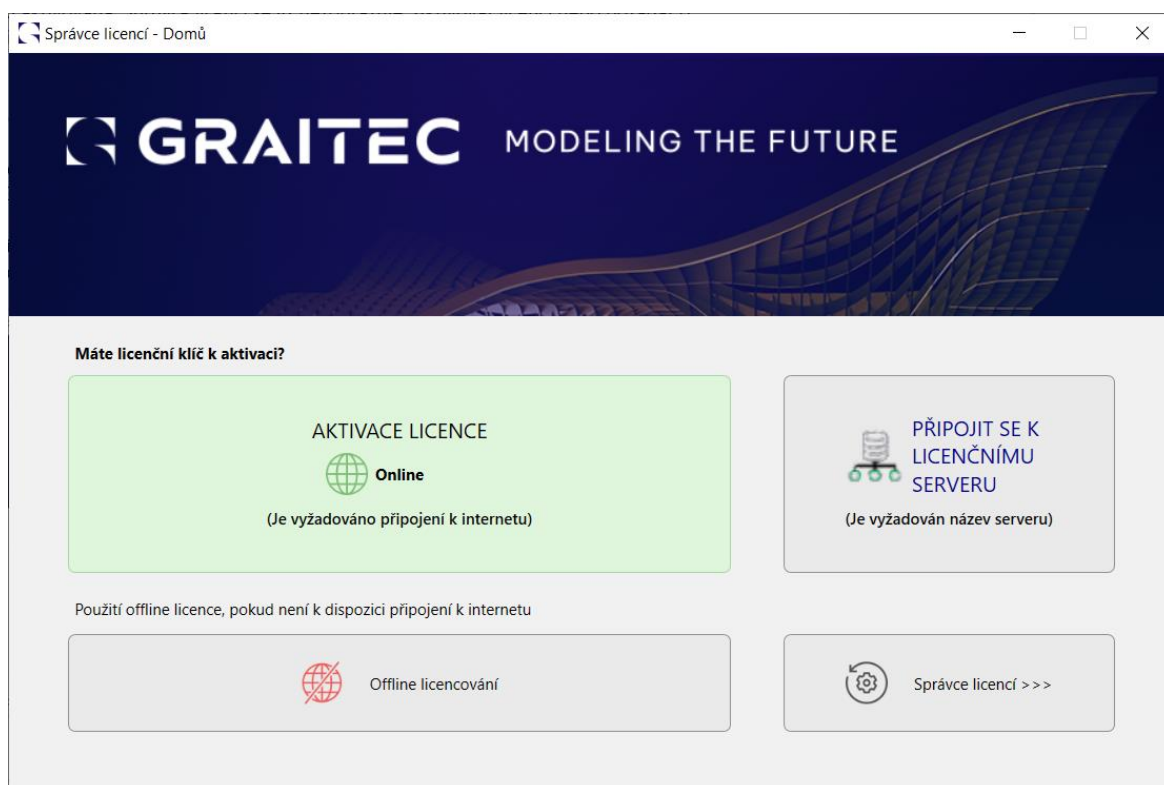 Správce licencí - Domů
GRAITEC MODELING THE FUTURE
Máte licenční klíč k aktivaci?
AKTIVACE LICENCE
Online
(Je vyžadováno připojení k internetu)
PŘIPOJIT SE K
LICENČNÍMU
SERVERU
(Je vyžadován název serveru)
Použití offline licence, pokud není k dispozici připojení k internetu
Offline licencování
Správce licencí >>>